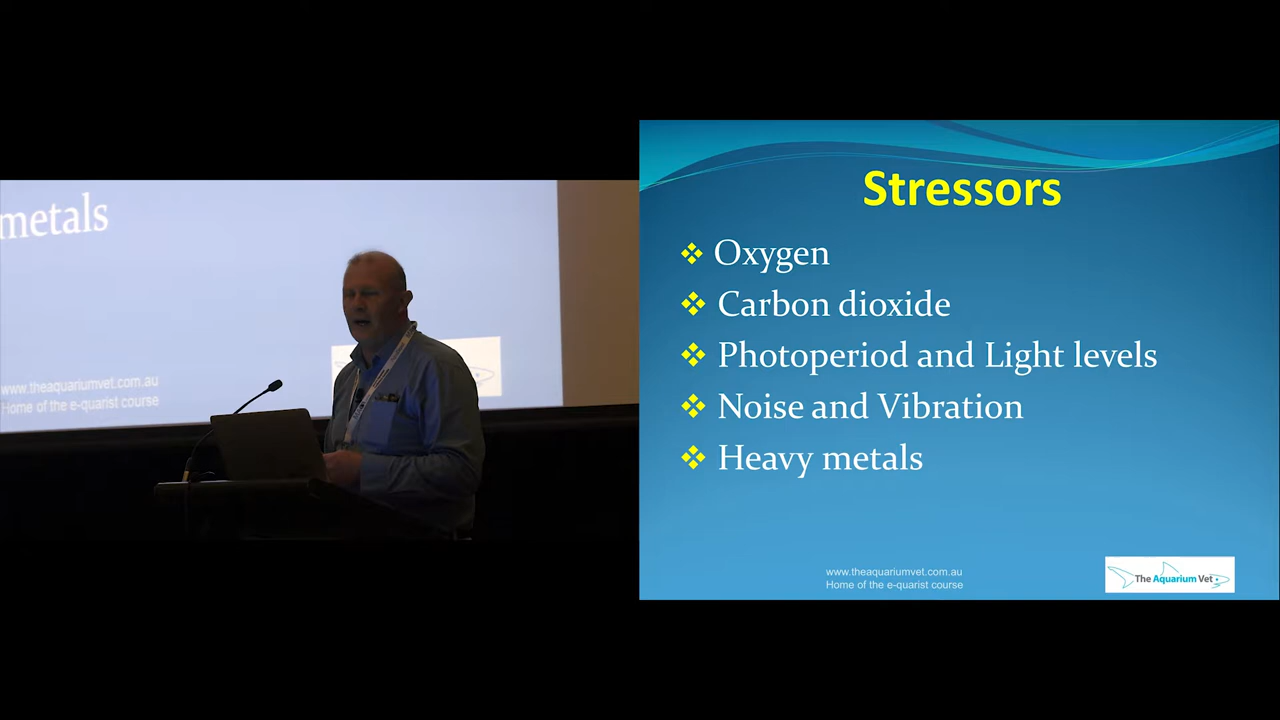 metals
www.theaquariumvet.com.au
Home of the e-quarist course
Stressors
Oxygen
Carbon dioxide
Photoperiod and Light levels
Noise and Vibration
Heavy metals
www.theaquariumvet.com.au
Home of the e-quarist course
The Aquarium Vet